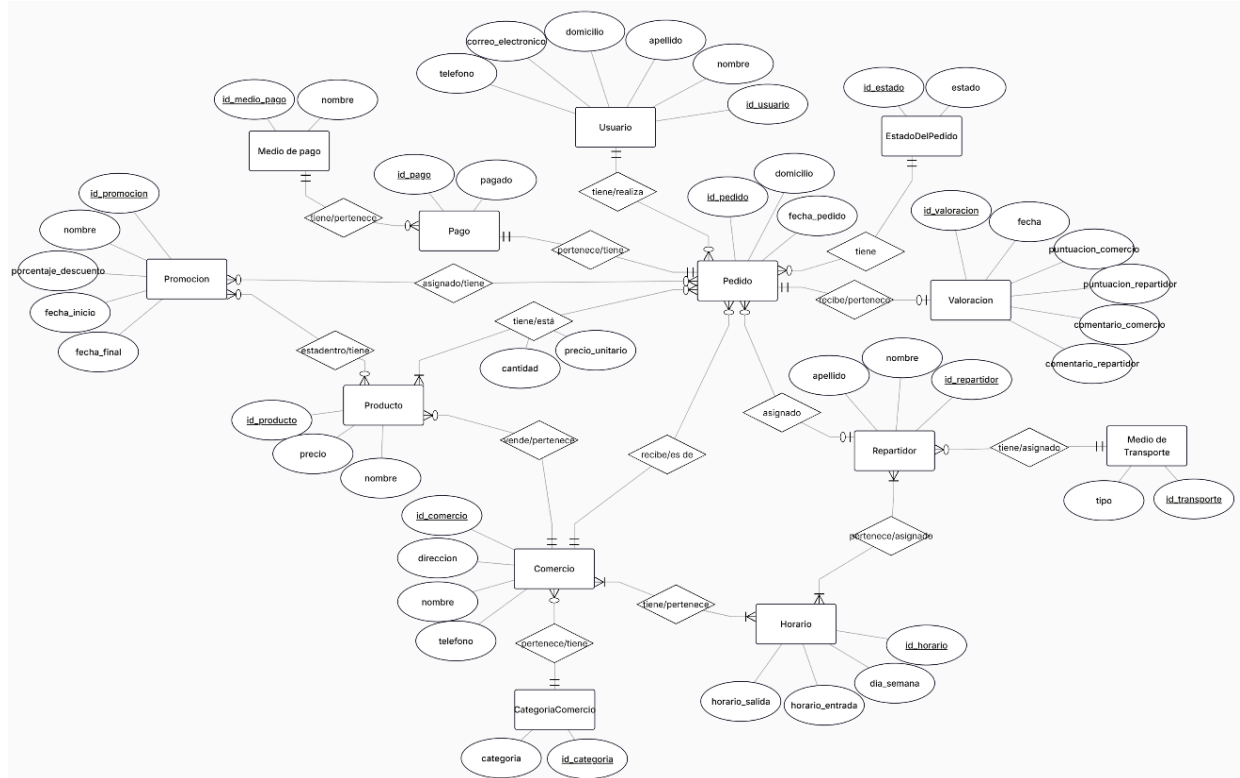 correo_electronico
domicilio
apellido
telefono
nombre
id_usuario
Usuario
id_medio_pago
nombre
Medio de pago
id_estado
estado
EstadoDelPedido
tiene/realiza
id_pago
pagado
Pago
tiene/pertenece
pertenece/tiene
id_pedido
domicilio
fecha_pedido
Pedido
tiene
id_valoracion
fecha
puntuacion_comercio
puntuacion_repartidor
comentario_comercio
comentario_repartidor
Valoracion
recibe/pertenece
id_promocion
nombre
porcentaje_descuento
fecha_inicio
fecha_final
Promocion
asignado/tiene
tiene/está
cantidad
precio_unitario
estadentro/tiene
Producto
id_producto
precio
nombre
vende/pertenece
recibe/es de
asignado
apellido
nombre
id_repartidor
Repartidor
tiene/asignado
Medio de
Transporte
tipo
id_transporte
pertenece/asignado
id_comercio
direccion
nombre
telefono
Comercio
tiene/pertenece
Horario
id_horario
dia_semana
horario_entrada
horario_salida
pertenece/tiene
CategoriaComercio
categoria
id_categoria